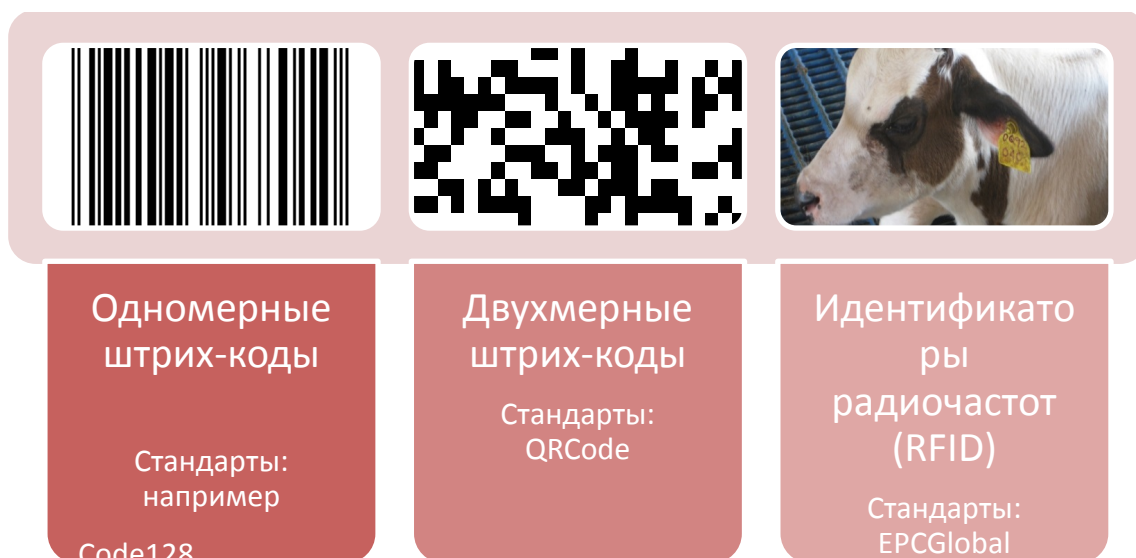 Одномерные
штрих-коды
Стандарты:
например
Code128
Двухмерные
штрих-коды
Стандарты:
QRCode
Идентификато
ры
радиочастот
(RFID)
Стандарты:
EPCGlobal